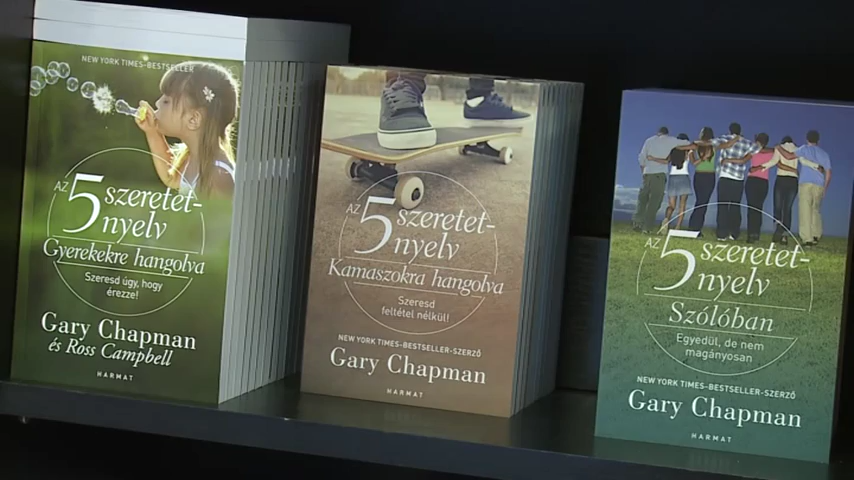 NEW YORK TIMES-BESTSELLER
AZ 5 szeretet-
nyelv
Gyerekekre hangolva
Szeresd úgy, hogy
érezze!
Gary Chapman
és Ross Campbell
HARMAT
AZ 5 szeretet-
nyelv
Kamaszokra hangolva
Szeresd
feltétel nélkül!
NEW YORK TIMES-BESTSELLER-SZERZŐ
Gary Chapman
HARMAT
AZ 5 szeretet-
nyelv
Szólóban
Egyedül, de nem
magányosan
NEW YORK TIMES-BESTSELLER-SZERZŐ
Gary Chapman
HARMAT